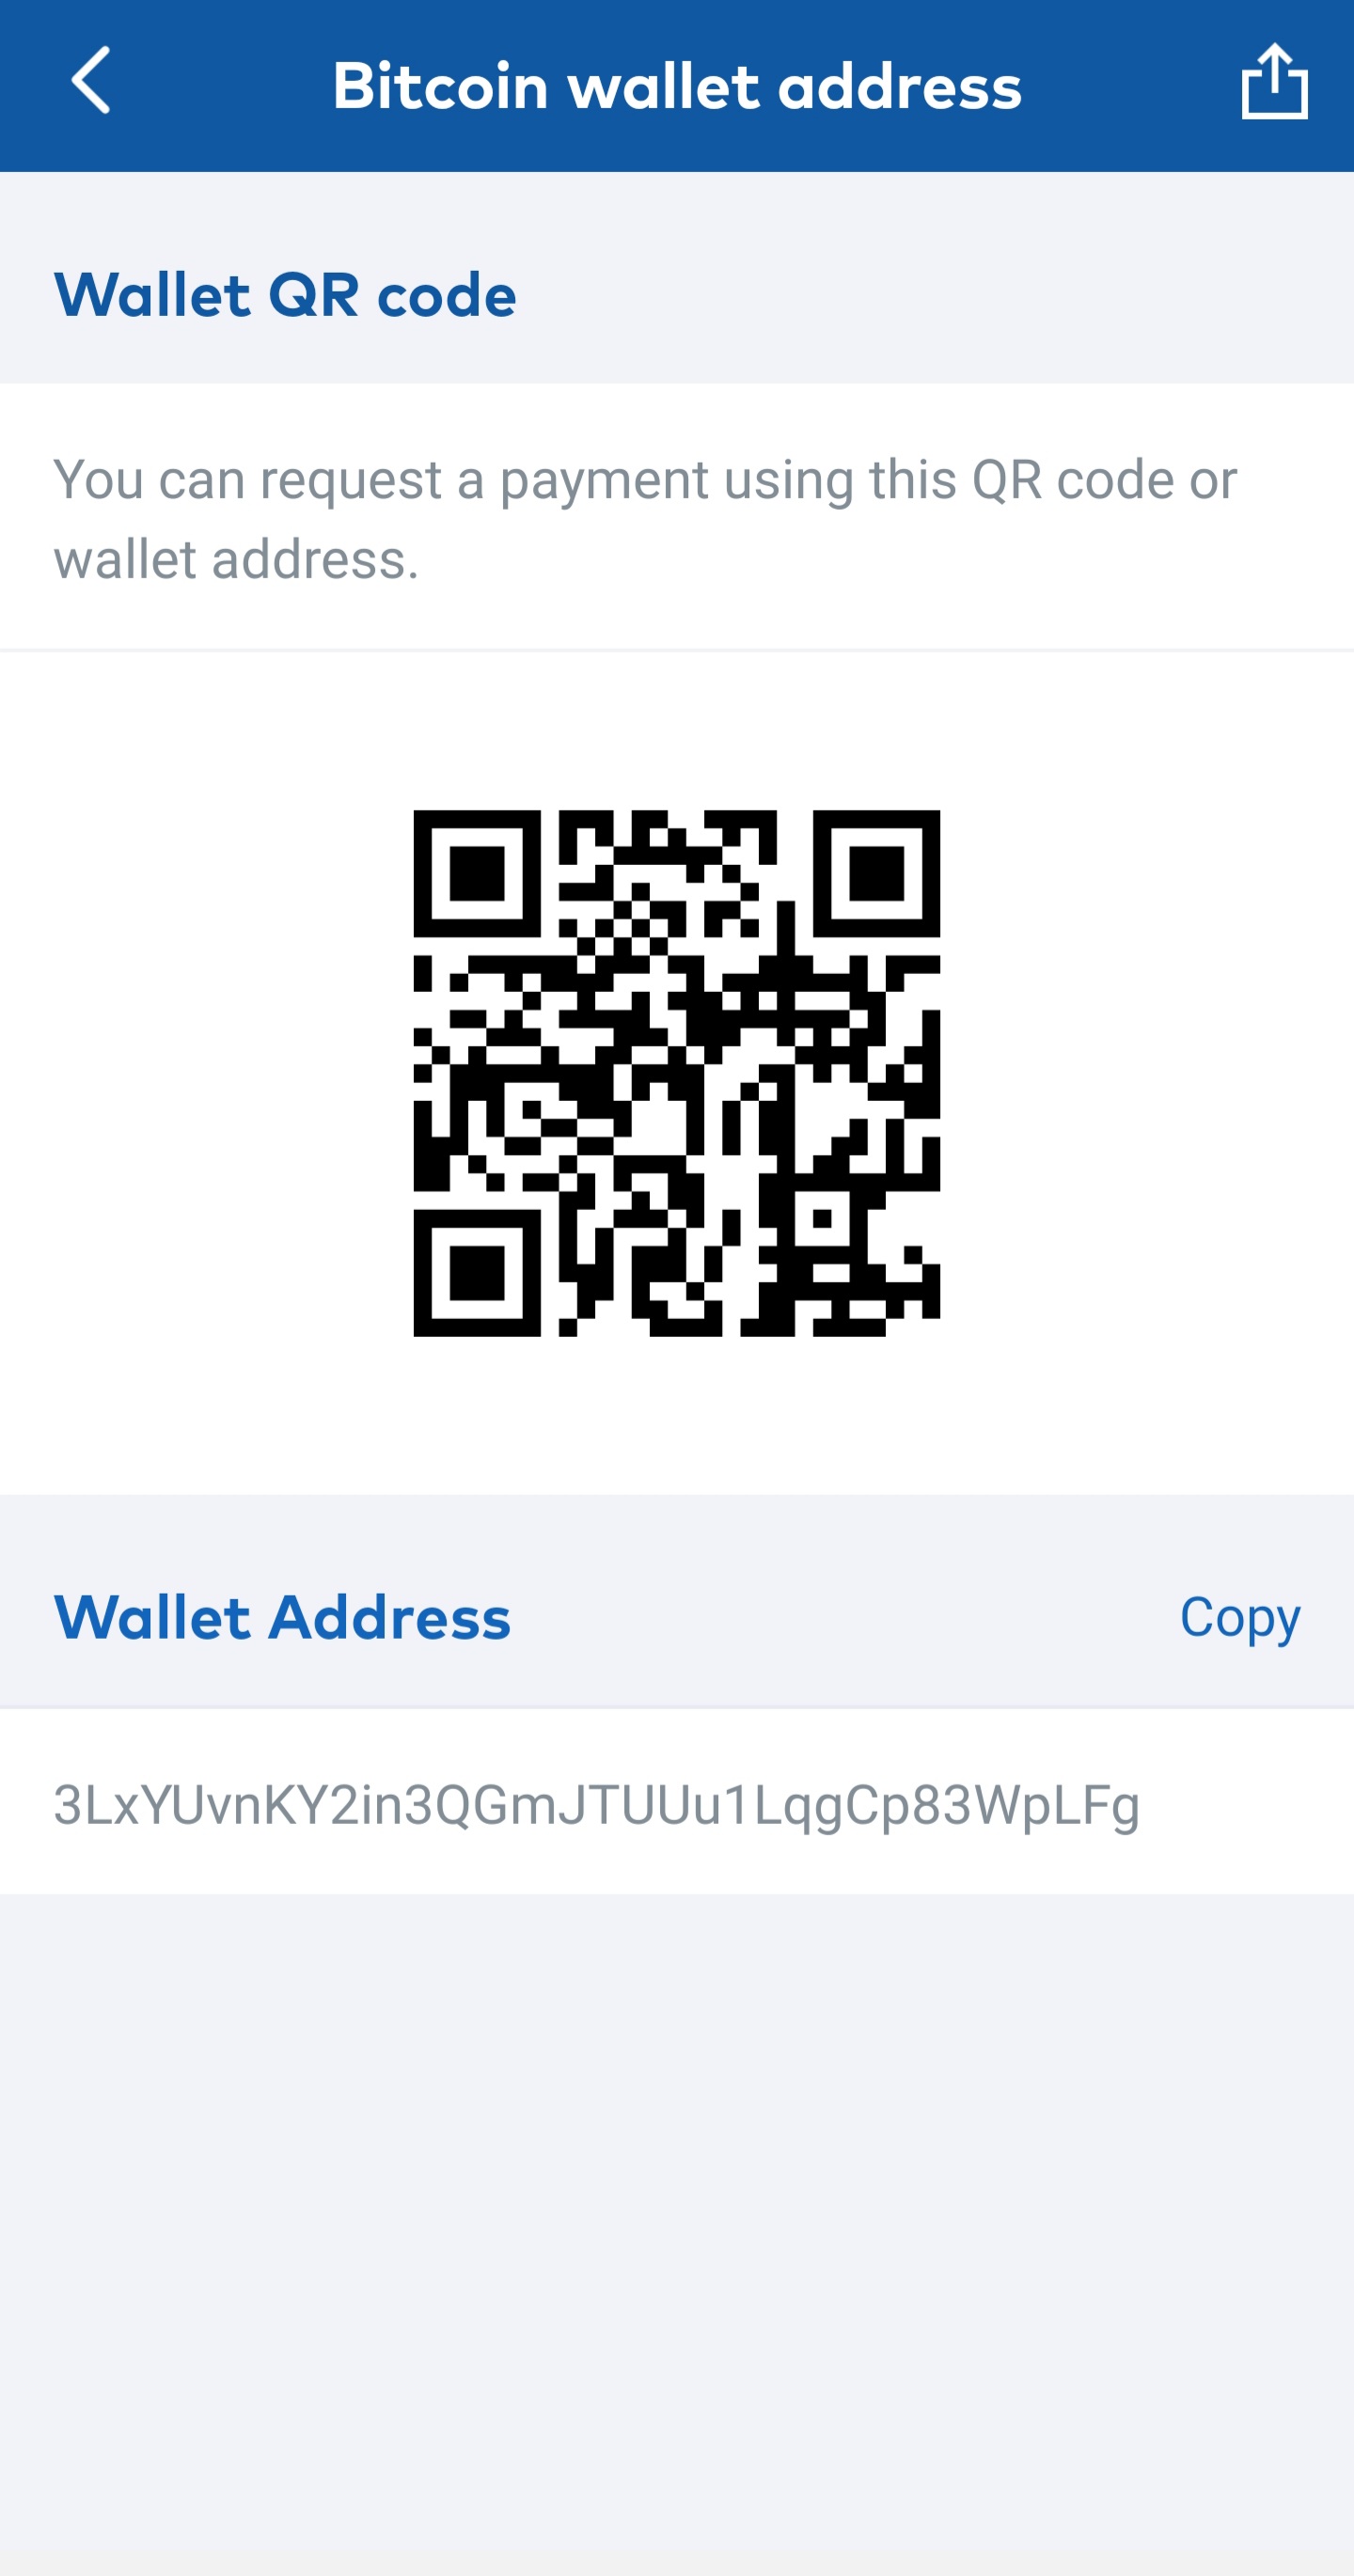 Bitcoin wallet address
Wallet QR code
You can request a payment using this QR code or
wallet address.
Wallet Address
Copy
3LxYUvnKY2in3QGmJTUUu1LqgCp83WpLFg